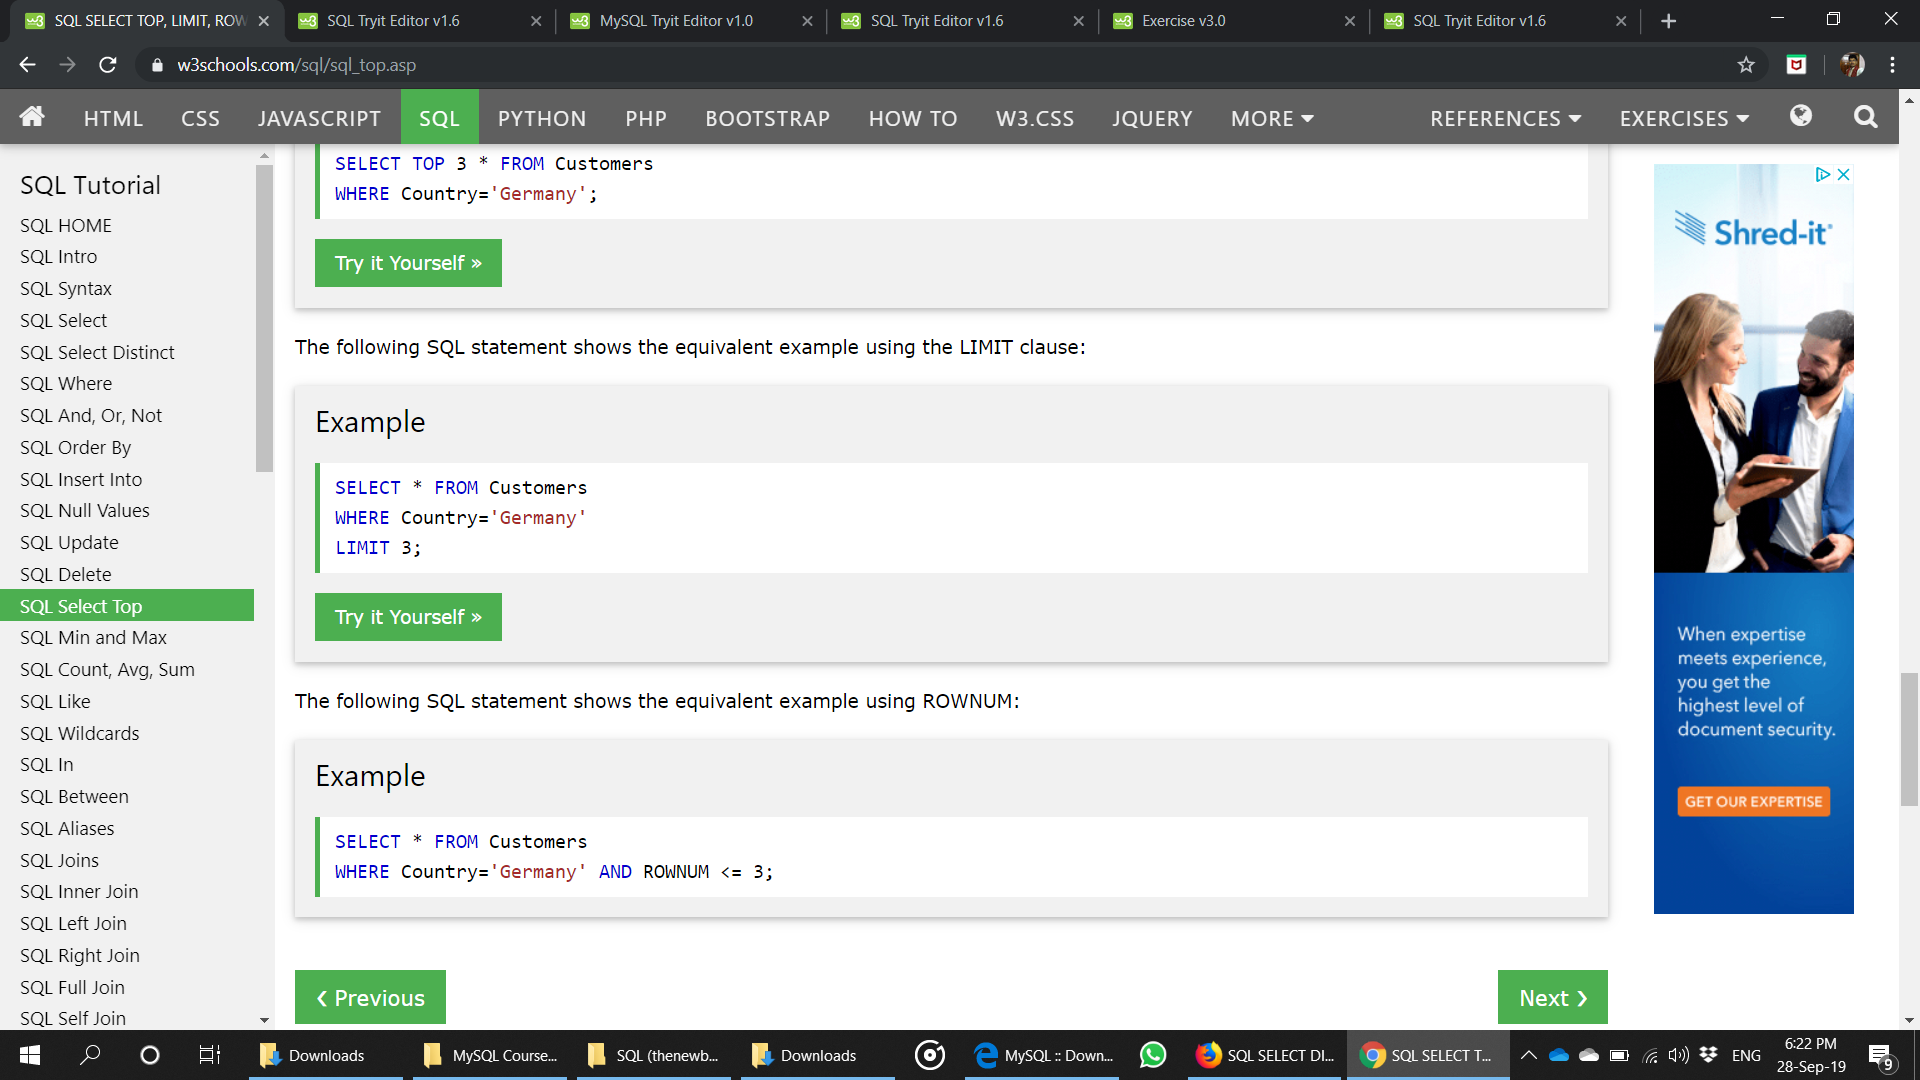 SQL SELECT TOP, LIMIT, ROW
SQL Tryit Editor v1.6
MySQL Tryit Editor v1.0
SQL Tryit Editor v1.6
Exercise v3.0
SQL Tryit Editor v1.6
w3schools.com/sql/sql_top.asp
HTML CSS JAVASCRIPT SQL PYTHON PHP BOOTSTRAP HOW TO W3.CSS JQUERY MORE REFERENCES EXERCISES
SQL Tutorial
SQL HOME
SQL Intro
SQL Syntax
SQL Select
SQL Select Distinct
SQL Where
SQL And, Or, Not
SQL Order By
SQL Insert Into
SQL Null Values
SQL Update
SQL Delete
SQL Select Top
SQL Min and Max
SQL Count, Avg, Sum
SQL Like
SQL Wildcards
SQL In
SQL Between
SQL Aliases
SQL Joins
SQL Inner Join
SQL Left Join
SQL Right Join
SQL Full Join
SQL Self Join
SELECT TOP 3 * FROM Customers
WHERE Country='Germany';
Try it Yourself »
The following SQL statement shows the equivalent example using the LIMIT clause:
Example
SELECT * FROM Customers
WHERE Country='Germany'
LIMIT 3;
Try it Yourself »
The following SQL statement shows the equivalent example using ROWNUM:
Example
SELECT * FROM Customers
WHERE Country='Germany' AND ROWNUM <= 3;
❮ Previous
Next ❯
Shred-it®
When expertise
meets experience,
you get the
highest level of
document security.
GET OUR EXPERTISE
Downloads
MySQL Course...
SQL (thenewb...
Downloads
MySQL :: Down...
SQL SELECT DI...
SQL SELECT T...
ENG
6:22 PM
28-Sep-19
9